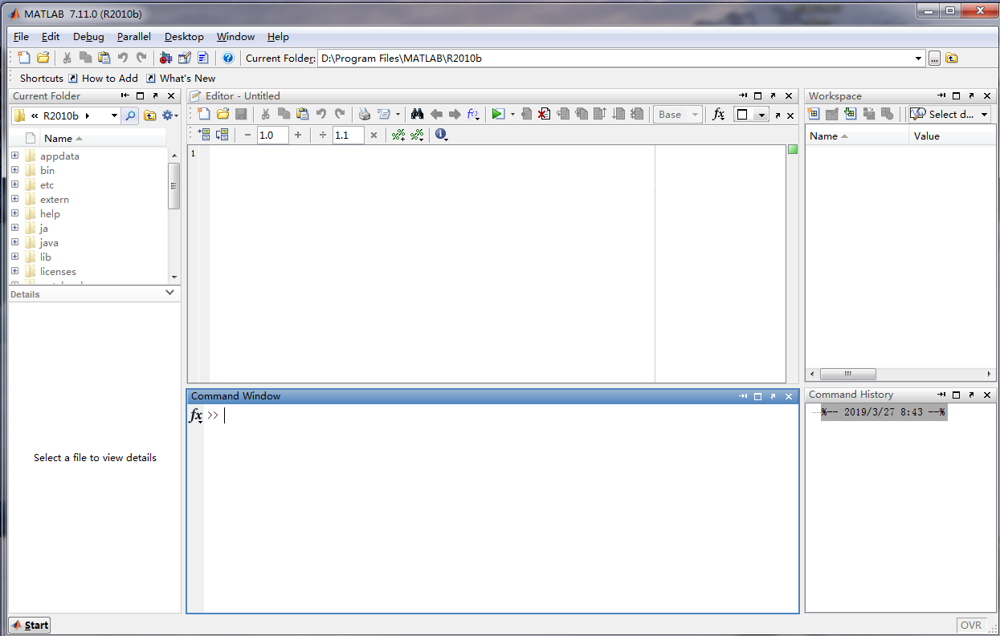 MATLAB 7.11.0 (R2010b)
File Edit Debug Parallel Desktop Window Help
Current Folder: D:\Program Files\MATLAB\R2010b ...
Shortcuts How to Add What's New
Current Folder
« R2010b
Name
appdata
bin
etc
extern
help
ja
java
lib
licenses
Details
Select a file to view details
Editor - Untitled
Base fx
− 1.0 + ÷ 1.1 ×
1
Command Window
fx >>
Workspace
Select d...
Name Value
Command History
%-- 2019/3/27 8:43 --%
Start
OVR